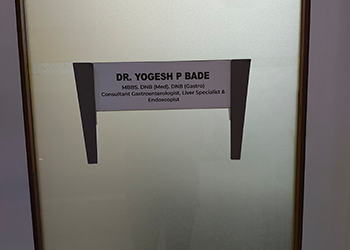 DR. YOGESH P BADE
MBBS, DNB (Med), DNB (Gastro)
Consultant Gastroenterologist, Liver Specialist &
Endoscopist